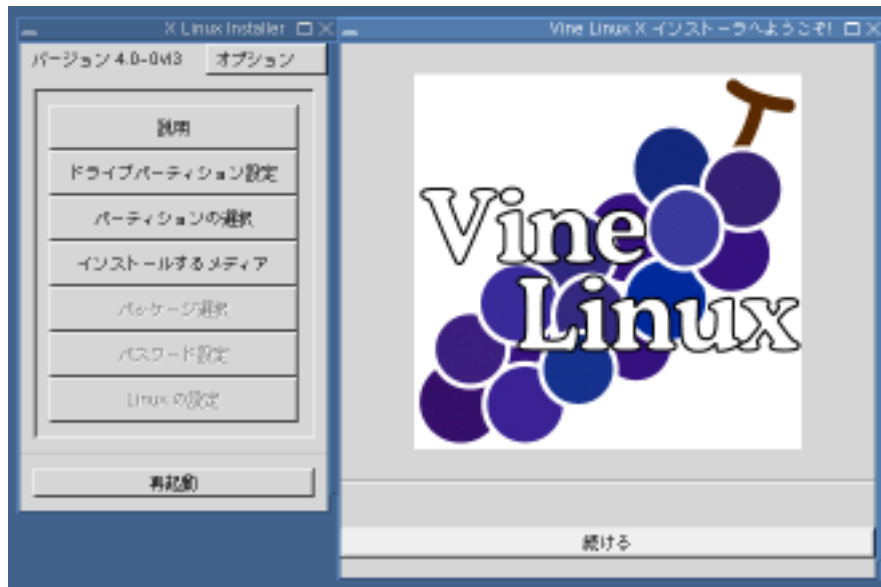 X Linux Installer
バージョン 4.0-0vl3
オプション
説明
ドライブパーティション設定
パーティションの選択
インストールするメディア
パッケージ選択
パスワード設定
Linux の設定
再起動
Vine Linux X インストーラへようこそ!
Vine
Linux
続ける